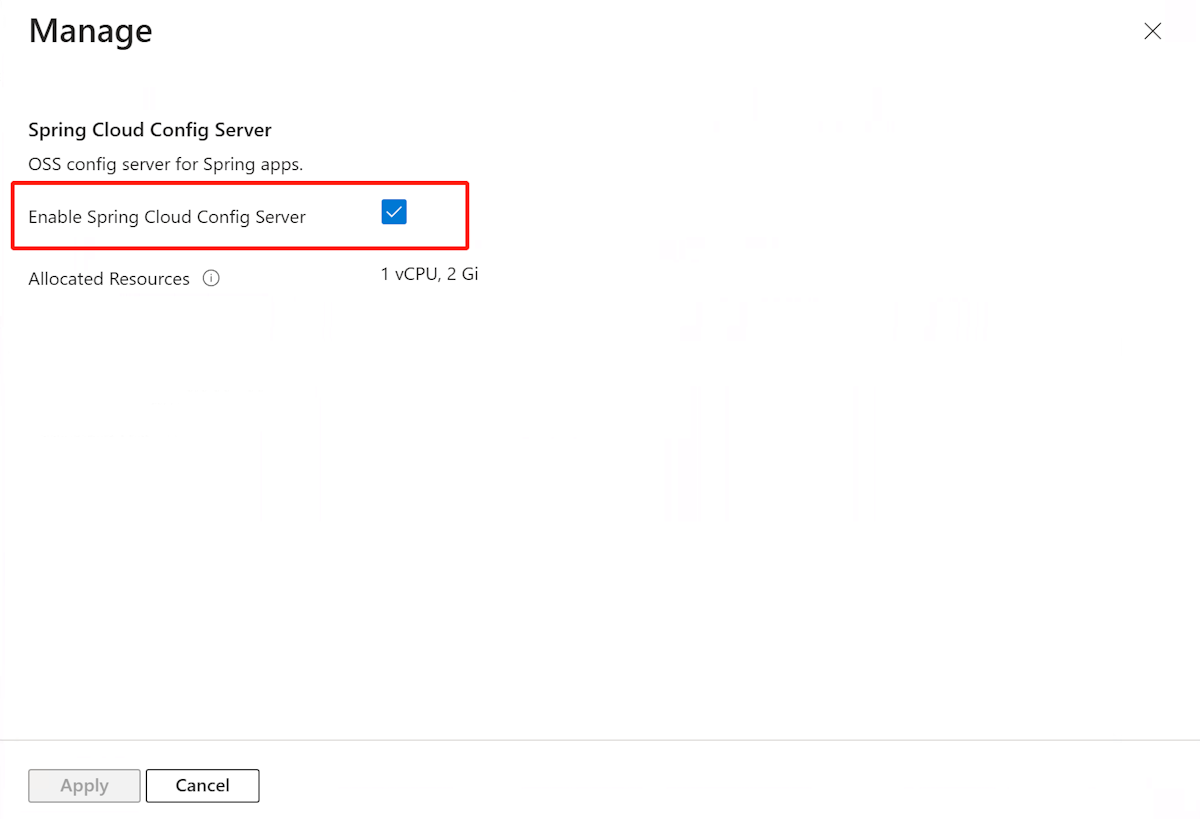 Manage
Spring Cloud Config Server
OSS config server for Spring apps.
Enable Spring Cloud Config Server
Allocated Resources 1 vCPU, 2 Gi
Apply Cancel